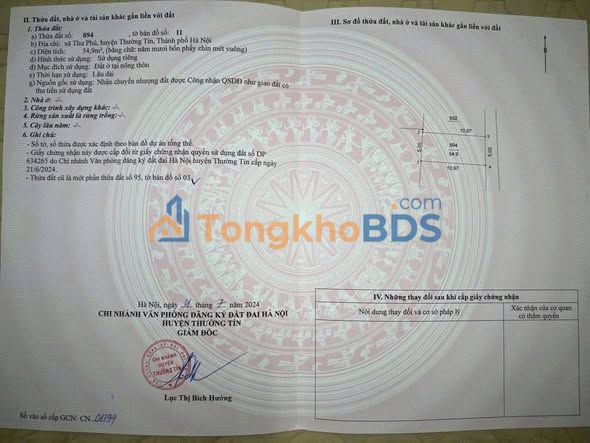 II. Thửa đất, nhà ở và tài sản khác gắn liền với đất
1. Thửa đất:
a) Thửa đất số: 894 , tờ bản đồ số: 11
b) Địa chỉ: xã Thư Phú, huyện Thường Tín, Thành phố Hà Nội
c) Diện tích: 54,9m², (bằng chữ: năm mươi bốn phẩy chín mét vuông)
d) Hình thức sử dụng: Sử dụng riêng
đ) Mục đích sử dụng: Đất ở tại nông thôn
e) Thời hạn sử dụng: Lâu dài
g) Nguồn gốc sử dụng: Nhận chuyển nhượng đất được Công nhận QSDĐ như giao đất có
thu tiền sử dụng đất
2. Nhà ở: -/-
3. Công trình xây dựng khác: -/-
4. Rừng sản xuất là rừng trồng: -/-
5. Cây lâu năm: -/-
6. Ghi chú:
- Số tờ, số thửa được xác định theo bản đồ dự án tổng thể.
- Giấy chứng nhận này được cấp đổi từ giấy chứng nhận quyền sử dụng đất số DP
634265 do Chi nhánh Văn phòng đăng ký đất đai Hà Nội huyện Thường Tín cấp ngày
21/6/2024.
- Thửa đất cũ là một phần thửa số 95, tờ bản đồ số 03
Hà Nội, ngày 31 tháng 7 năm 2024
CHI NHÁNH VĂN PHÒNG ĐĂNG KÝ ĐẤT ĐAI HÀ NỘI
HUYỆN THƯỜNG TÍN
GIÁM ĐỐC
CHI NHÁNH
HUYỆN
THƯỜNG TÍN
Lục Thị Bích Hường
Số vào sổ cấp GCN: CN
III. Sơ đồ thửa đất, nhà ở và tài sản khác gắn liền với đất
892
2
10,97
3
5,00
894
54.9
5,00
10,97
TongkhoBDS
.com
IV. Những thay đổi sau khi cấp giấy chứng nhận
Nội dung thay đổi và cơ sở pháp lý
Xác nhận của cơ quan
có thẩm quyền